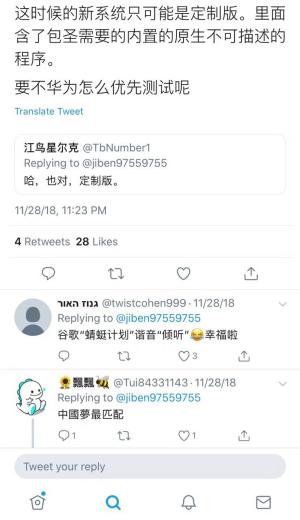 这时候的新系统只可能是定制版。里面
含了包圣需要的内置的原生不可描述的
程序。
要不华为怎么优先测试呢
Translate Tweet
江鸟星尔克 @TbNumber1
Replying to @jiben97559755
哈，也对，定制版。
11/28/18, 11:23 PM
4 Retweets 28 Likes
גנוז האור @twistcohen999 · 11/28/18
Replying to @jiben97559755
谷歌“蜻蜓计划”谐音“倾听”😂幸福啦
3
🌻飄飄🐝 @Tui84331143 · 11/28/18
Replying to @jiben97559755
中國夢最匹配
1 1
Tweet your reply